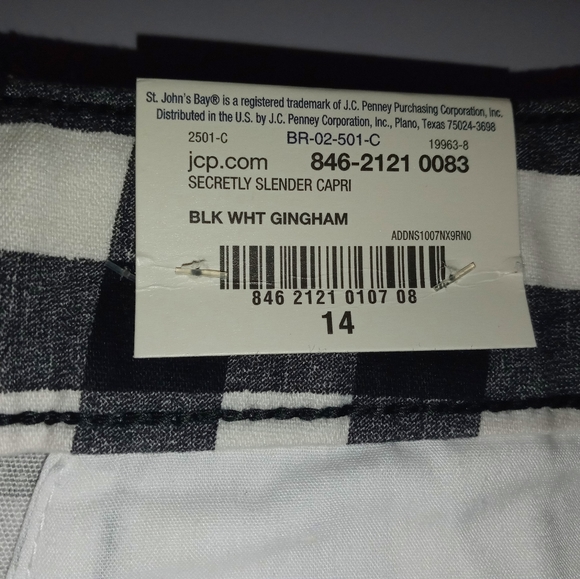 St. John's Bay® is a registered trademark of J.C. Penney Purchasing Corporation, Inc.
Distributed in the U.S. by J.C. Penney Corporation, Inc., Plano, Texas 75024-3698
2501-C BR-02-501-C 19963-8
jcp.com 846-2121 0083
SECRETLY SLENDER CAPRI
BLK WHT GINGHAM
ADDNS1007NX9RN0
846 2121 0107 08
14